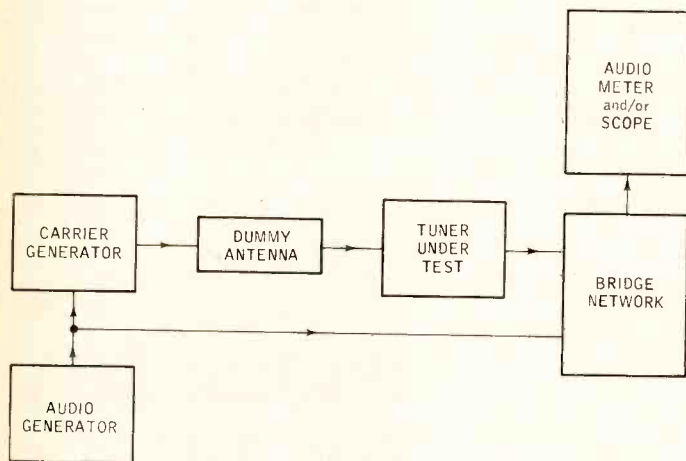 AUDIO
METER
and/or
SCOPE
CARRIER
GENERATOR
DUMMY
ANTENNA
TUNER
UNDER
TEST
BRIDGE
NETWORK
AUDIO
GENERATOR